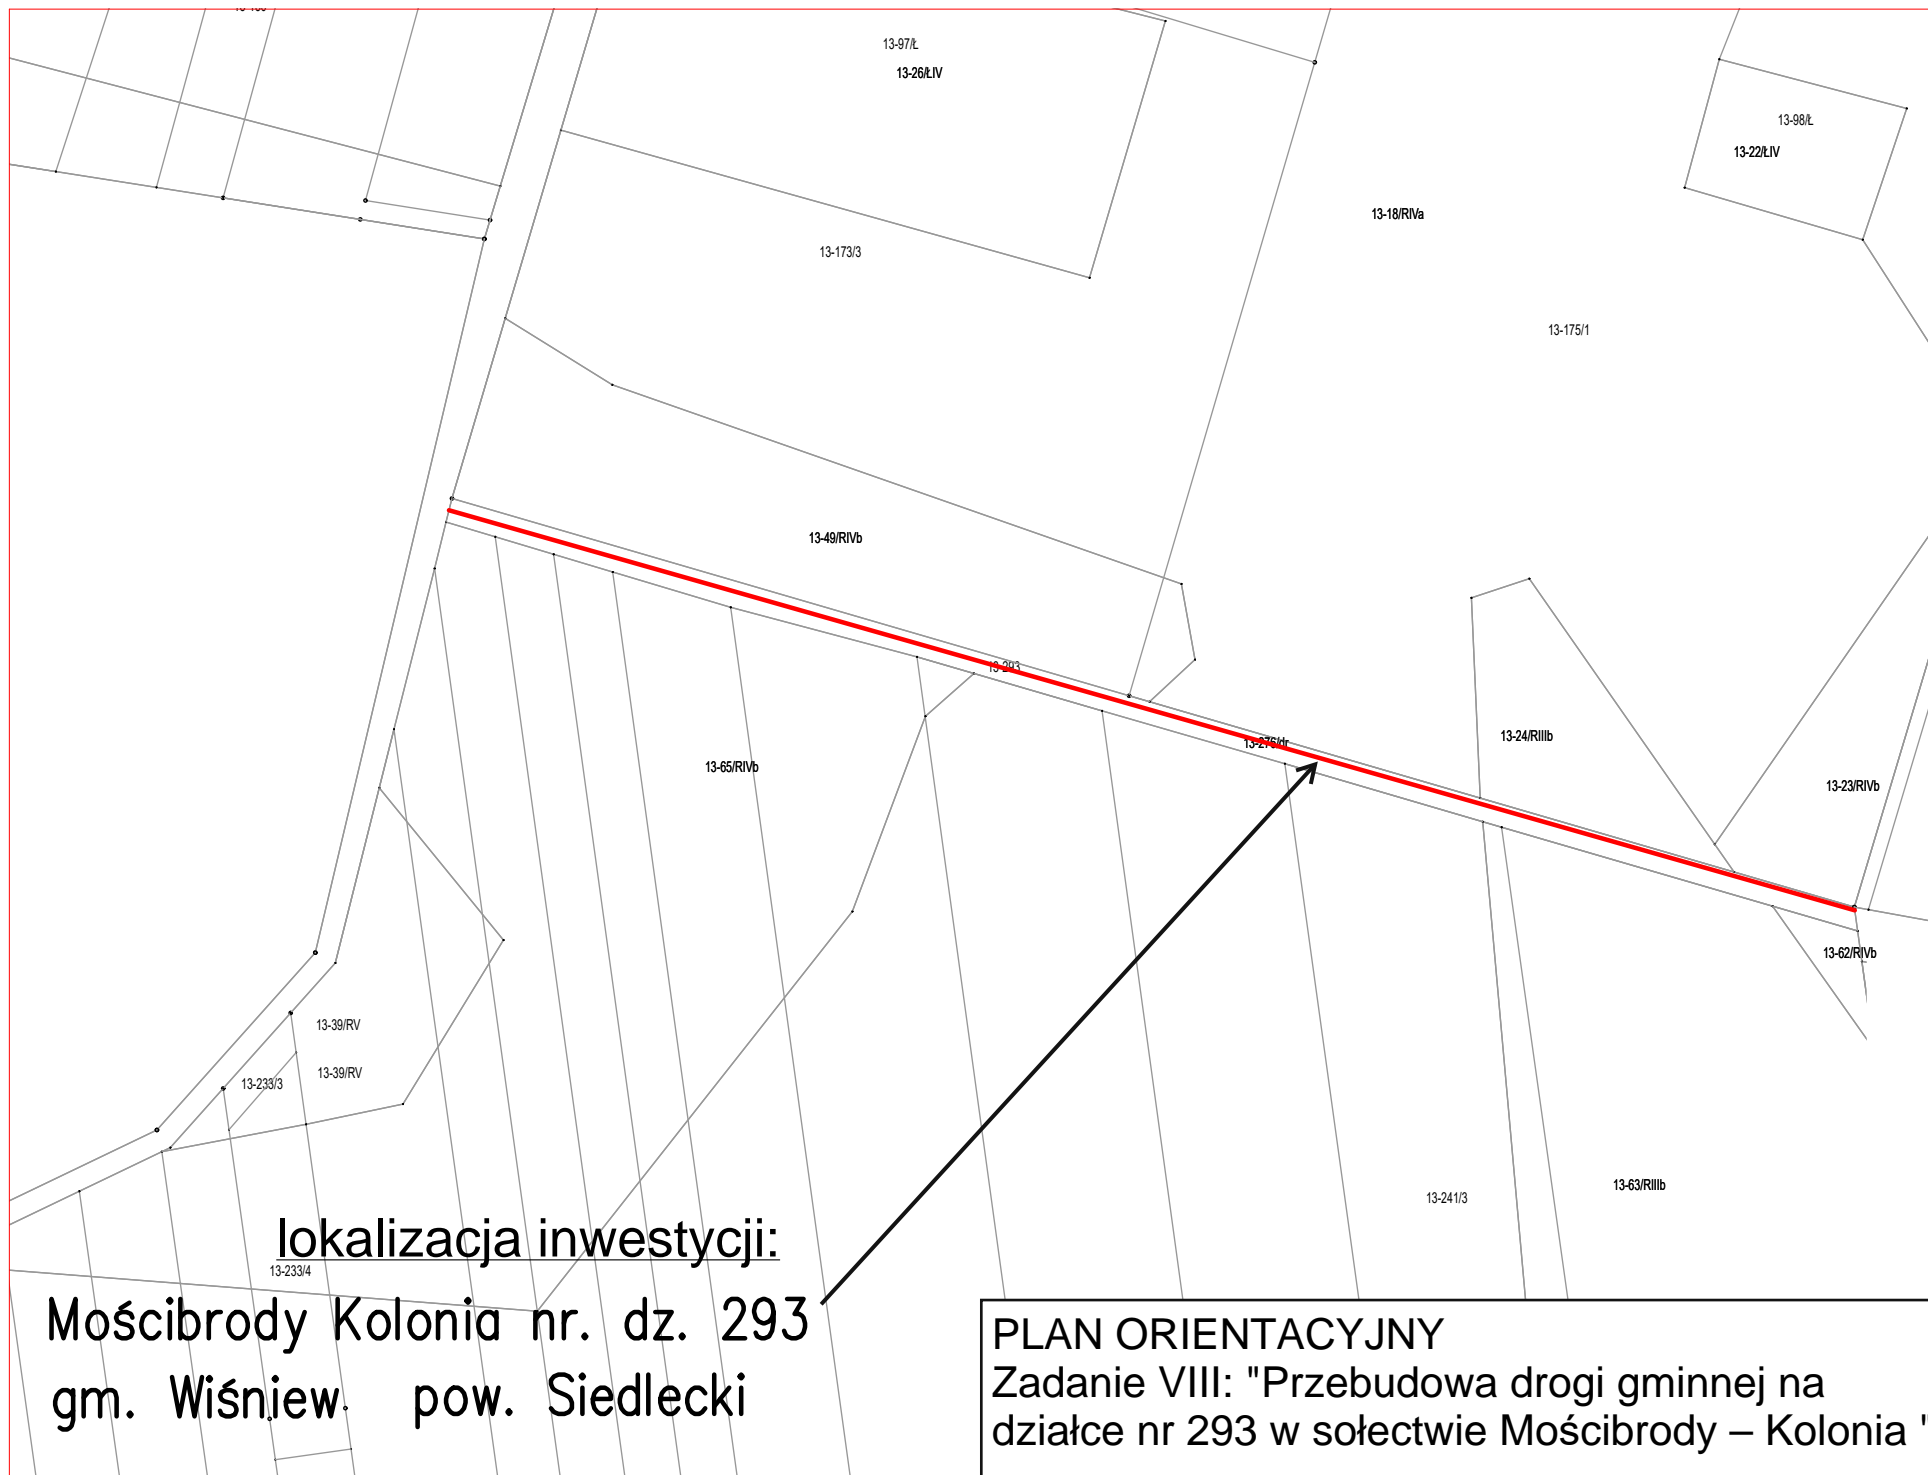 13-97/Ł
13-26/ŁIV
13-98/Ł
13-22/ŁIV
13-18/RIVa
13-173/3
13-175/1
13-49/RIVb
13-293
13-276/dr
13-24/RIIIb
13-65/RIVb
13-23/RIVb
13-62/RIVb
13-39/RV
13-39/RV
13-233/3
13-241/3
13-63/RIIIb
lokalizacja inwestycji:
13-233/4
Mościbrody Kolonia nr. dz. 293
gm. Wiśniew pow. Siedlecki
PLAN ORIENTACYJNY
Zadanie VIII: "Przebudowa drogi gminnej na
działce nr 293 w sołectwie Mościbrody – Kolonia "